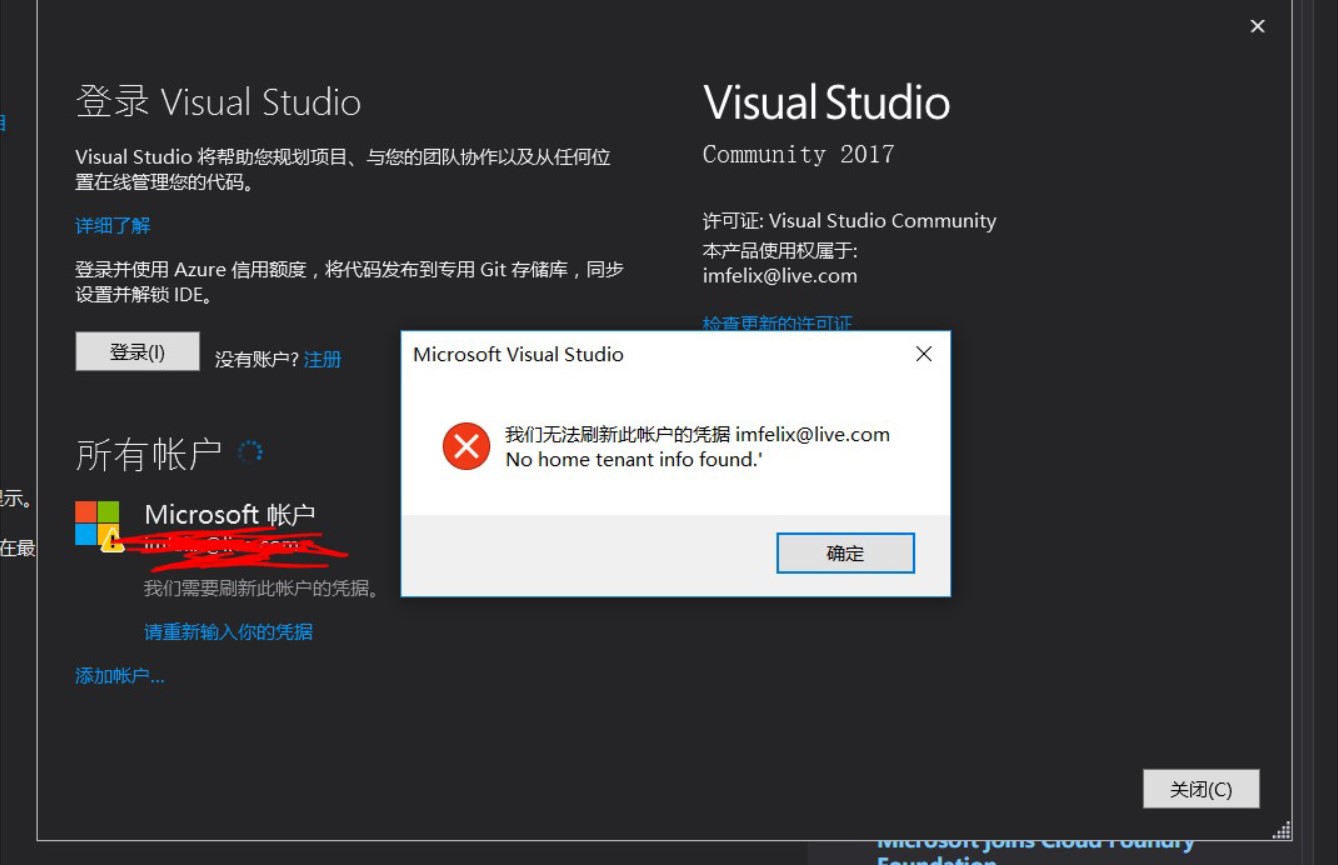 登录 Visual Studio
Visual Studio 将帮助您规划项目、与您的团队协作以及从任何位
置在线管理您的代码。
详细了解
登录并使用 Azure 信用额度，将代码发布到专用 Git 存储库，同步
设置并解锁 IDE。
登录(I)
没有账户? 注册
所有帐户
Microsoft 帐户
我们需要刷新此帐户的凭据。
请重新输入你的凭据
添加帐户...
Visual Studio
Community 2017
许可证: Visual Studio Community
本产品使用权属于:
imfelix@live.com
检查更新的许可证
Microsoft Visual Studio
我们无法刷新此帐户的凭据 imfelix@live.com
No home tenant info found.'
确定
关闭(C)
示。
在最
Microsoft joins Cloud Foundry
Foundation